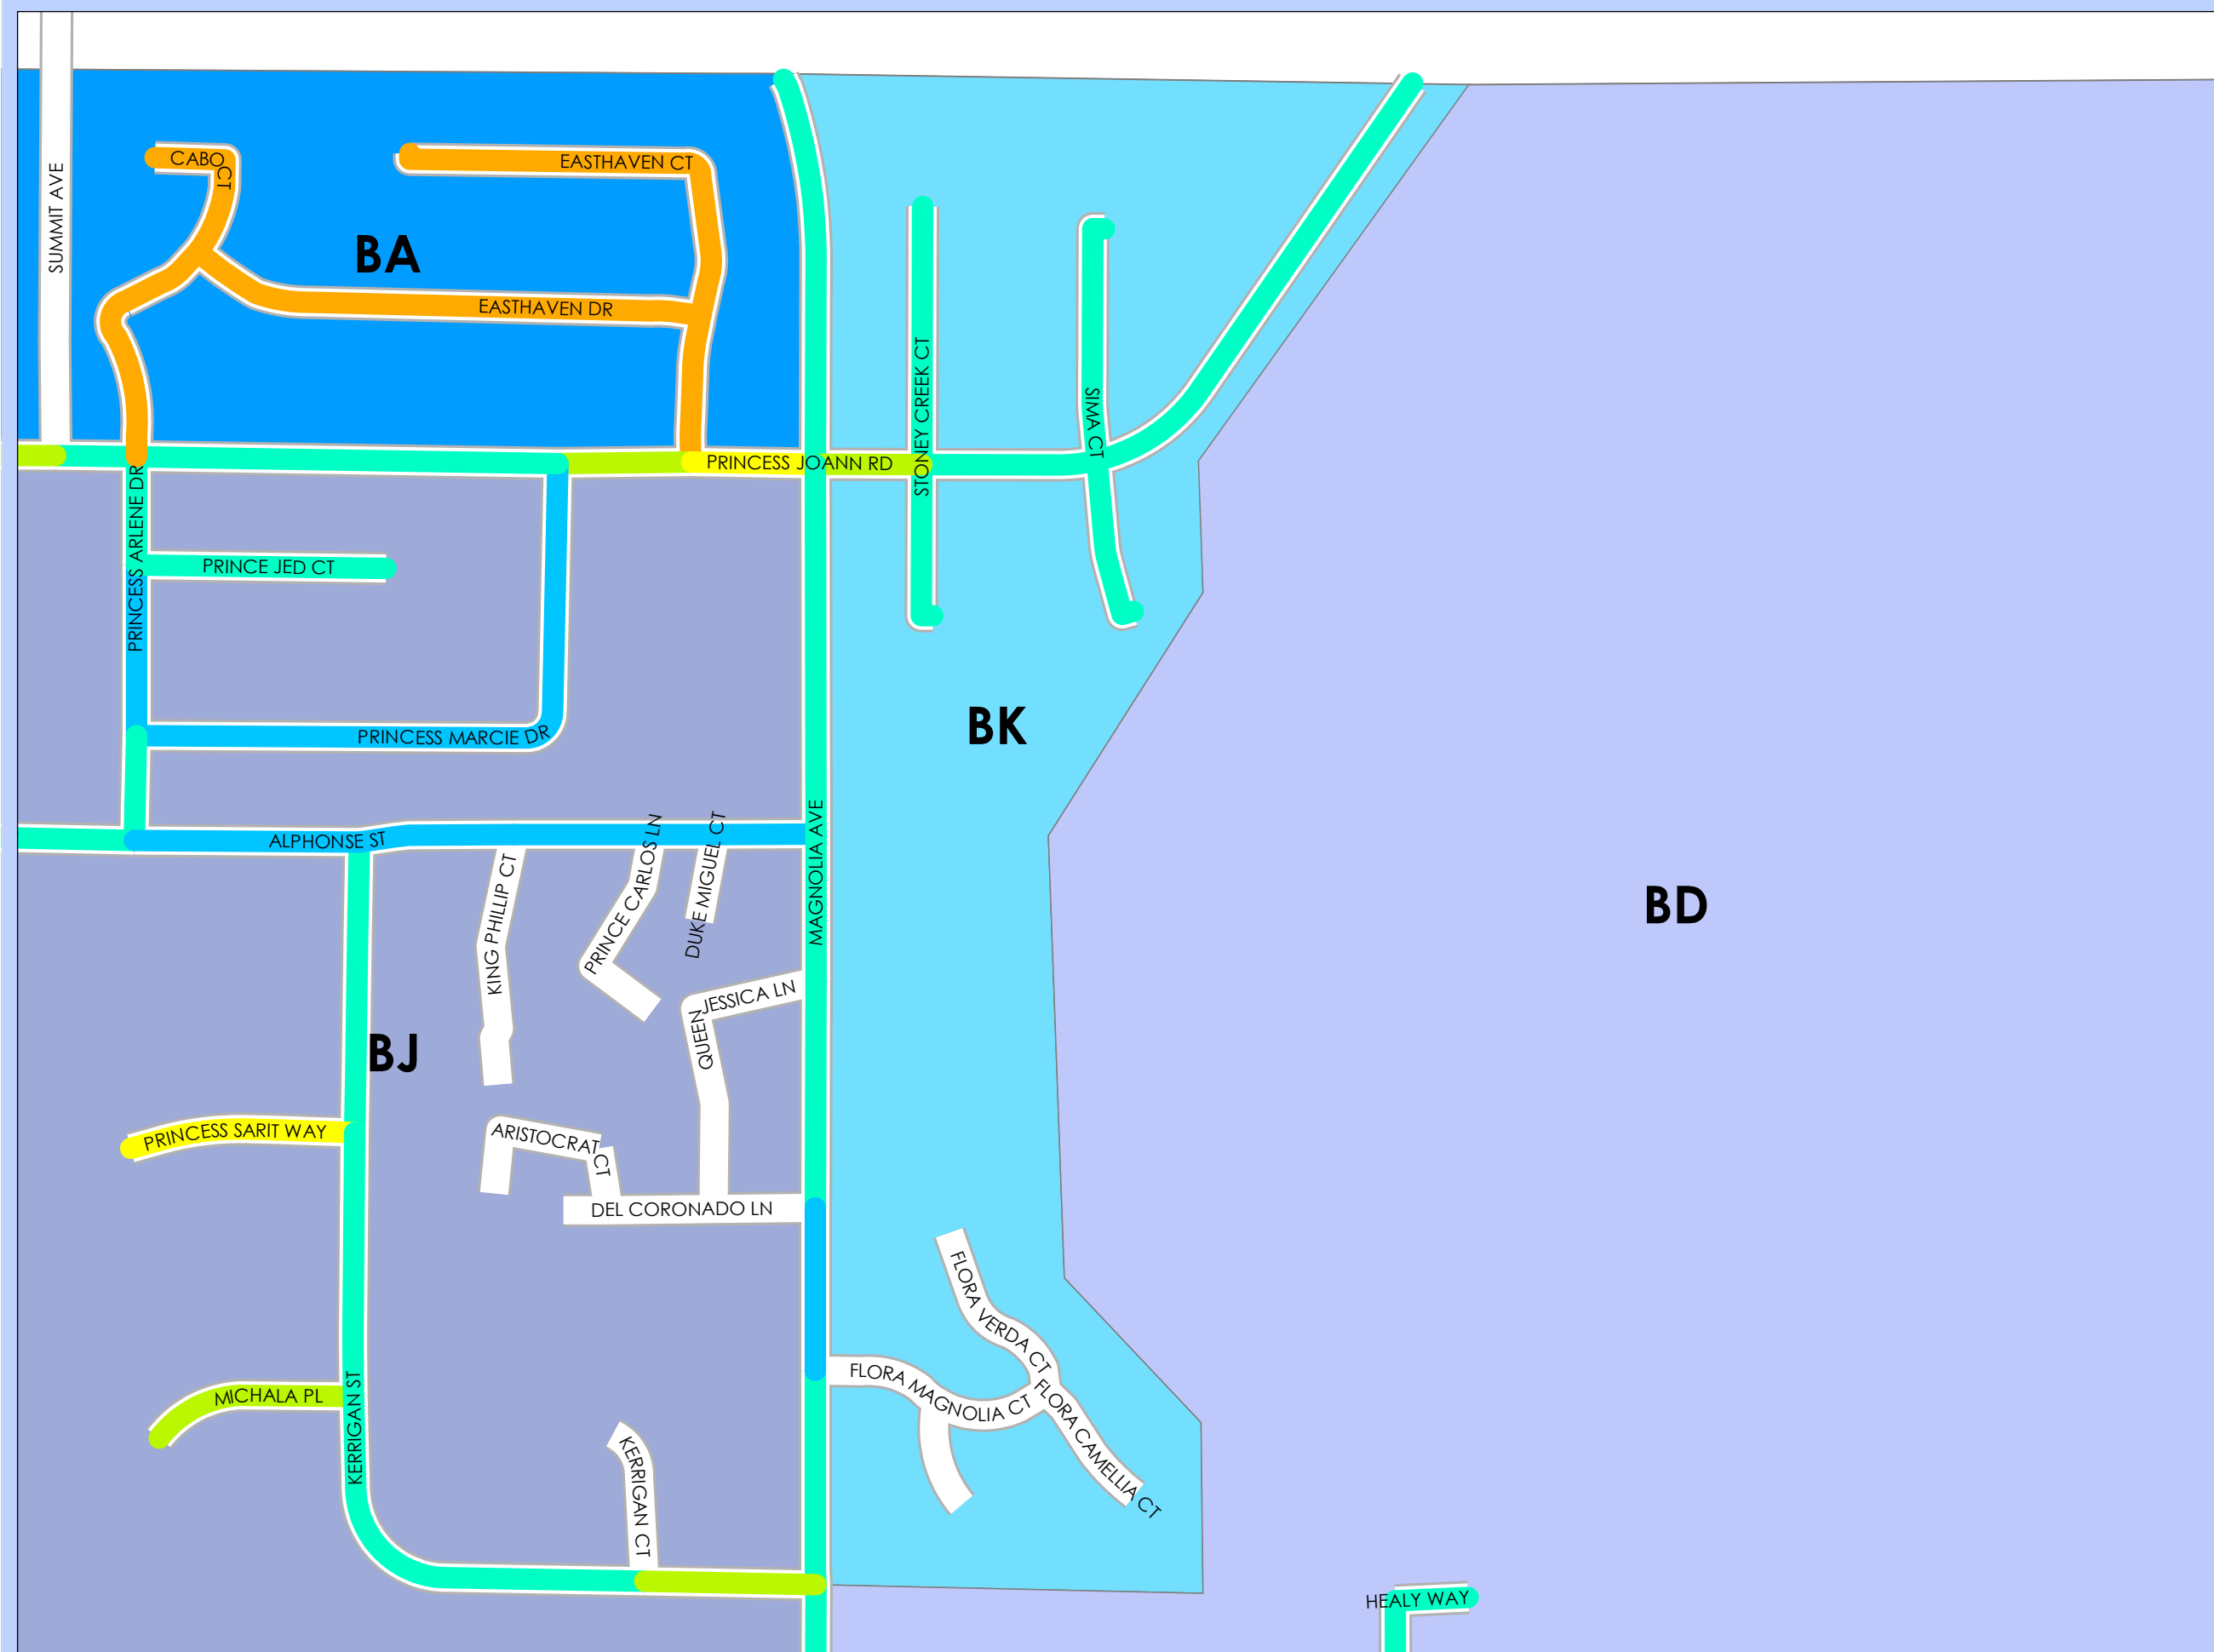 CABO CT
EASTHAVEN CT
SUMMIT AVE
BA
EASTHAVEN DR
STONEY CREEK CT
SIMA CT
PRINCESS JOANN RD
PRINCESS ARLENE DR
PRINCE JED CT
BK
PRINCESS MARCIE DR
ALPHONSE ST
MAGNOLIA AVE
KING PHILLIP CT
PRINCE CARLOS LN
DUKE MIGUEL CT
BD
QUEEN JESSICA LN
BJ
PRINCESS SARIT WAY
ARISTOCRAT CT
DEL CORONADO LN
FLORA VERDA CT
FLORA MAGNOLIA CT
FLORA CAMELLIA CT
MICHALA PL
KERRIGAN ST
KERRIGAN CT
HEALY WAY